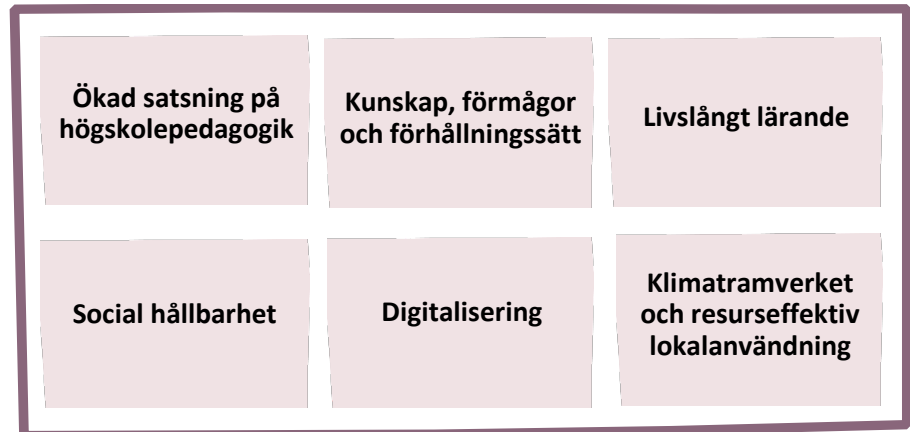 Ökad satsning på
högskolepedagogik
Kunskap, förmågor
och förhållningssätt
Livslångt lärande
Social hållbarhet
Digitalisering
Klimatramverket
och resurseffektiv
lokalanvändning